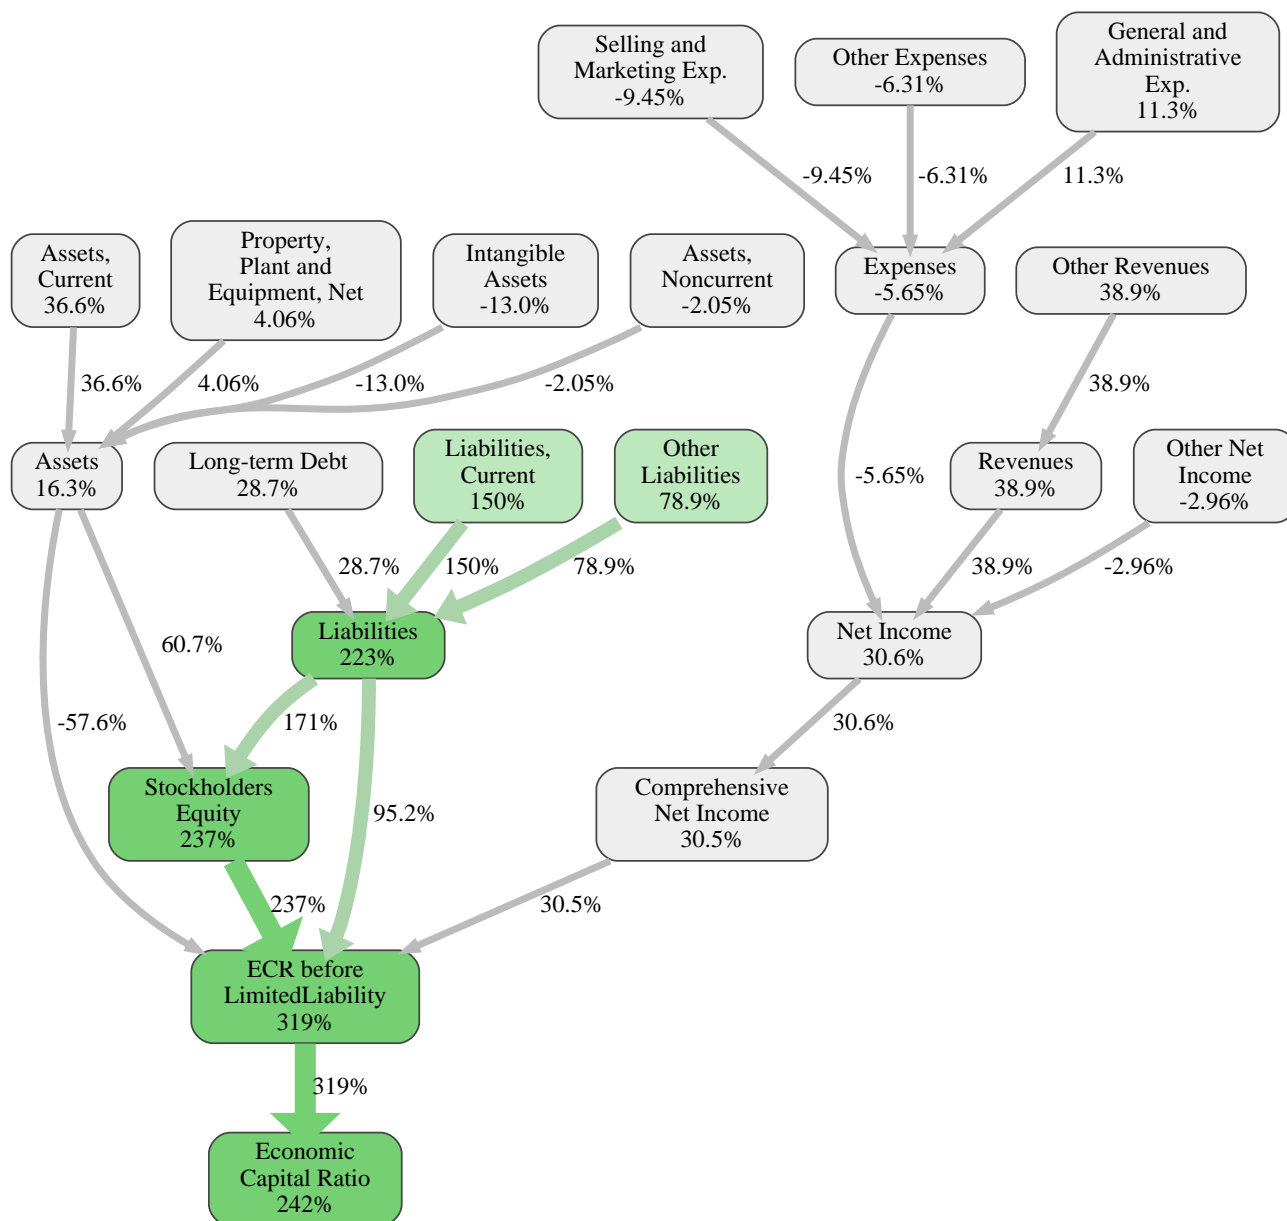 Selling and
Marketing Exp.
-9.45%
Other Expenses
-6.31%
General and
Administrative
Exp.
11.3%
-9.45%
-6.31%
11.3%
Assets,
Current
36.6%
Property,
Plant and
Equipment, Net
4.06%
Intangible
Assets
-13.0%
Assets,
Noncurrent
-2.05%
Expenses
-5.65%
Other Revenues
38.9%
36.6%
4.06%
-13.0%
-2.05%
38.9%
Assets
16.3%
Long-term Debt
28.7%
Liabilities,
Current
150%
Other
Liabilities
78.9%
-5.65%
Revenues
38.9%
Other Net
Income
-2.96%
28.7%
150%
78.9%
38.9%
-2.96%
Liabilities
223%
Net Income
30.6%
60.7%
-57.6%
171%
30.6%
Stockholders
Equity
237%
95.2%
Comprehensive
Net Income
30.5%
237%
30.5%
ECR before
LimitedLiability
319%
319%
Economic
Capital Ratio
242%